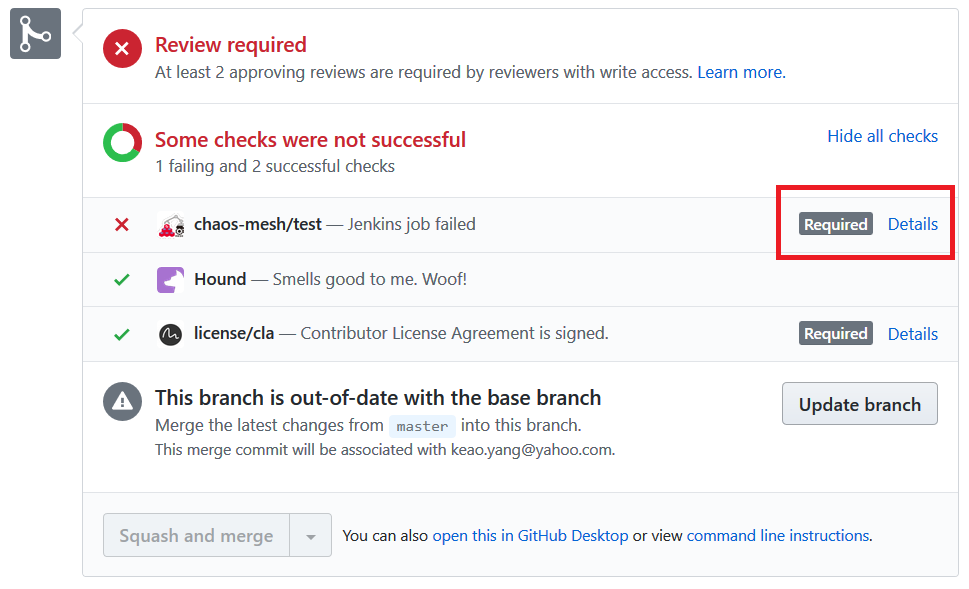 Review required
At least 2 approving reviews are required by reviewers with write access. Learn more.
Some checks were not successful
Hide all checks
1 failing and 2 successful checks
chaos-mesh/test — Jenkins job failed Required Details
Hound — Smells good to me. Woof!
license/cla — Contributor License Agreement is signed. Required Details
This branch is out-of-date with the base branch
Update branch
Merge the latest changes from master into this branch.
This merge commit will be associated with keao.yang@yahoo.com.
Squash and merge You can also open this in GitHub Desktop or view command line instructions.